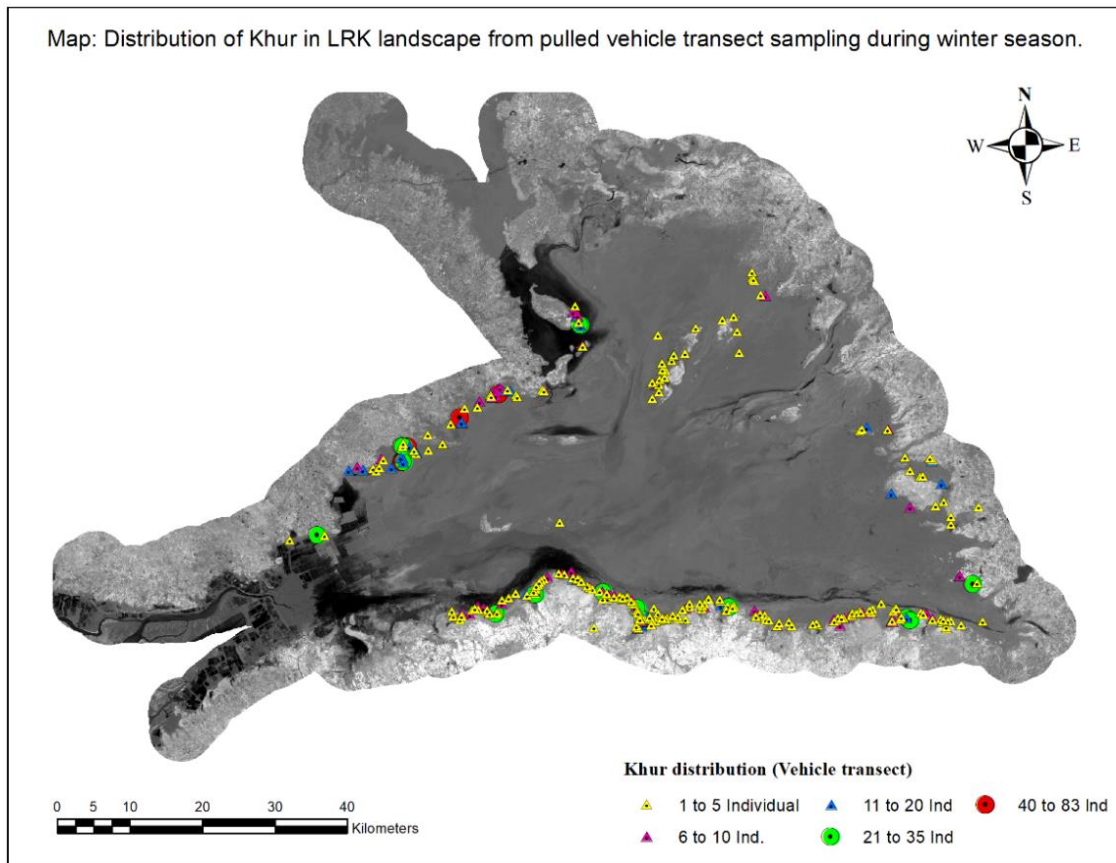 Map: Distribution of Khur in LRK landscape from pulled vehicle transect sampling during winter season.
N
W E
S
Khur distribution (Vehicle transect)
1 to 5 Individual 11 to 20 Ind 40 to 83 Ind
6 to 10 Ind. 21 to 35 Ind
0 5 10 20 30 40
Kilometers